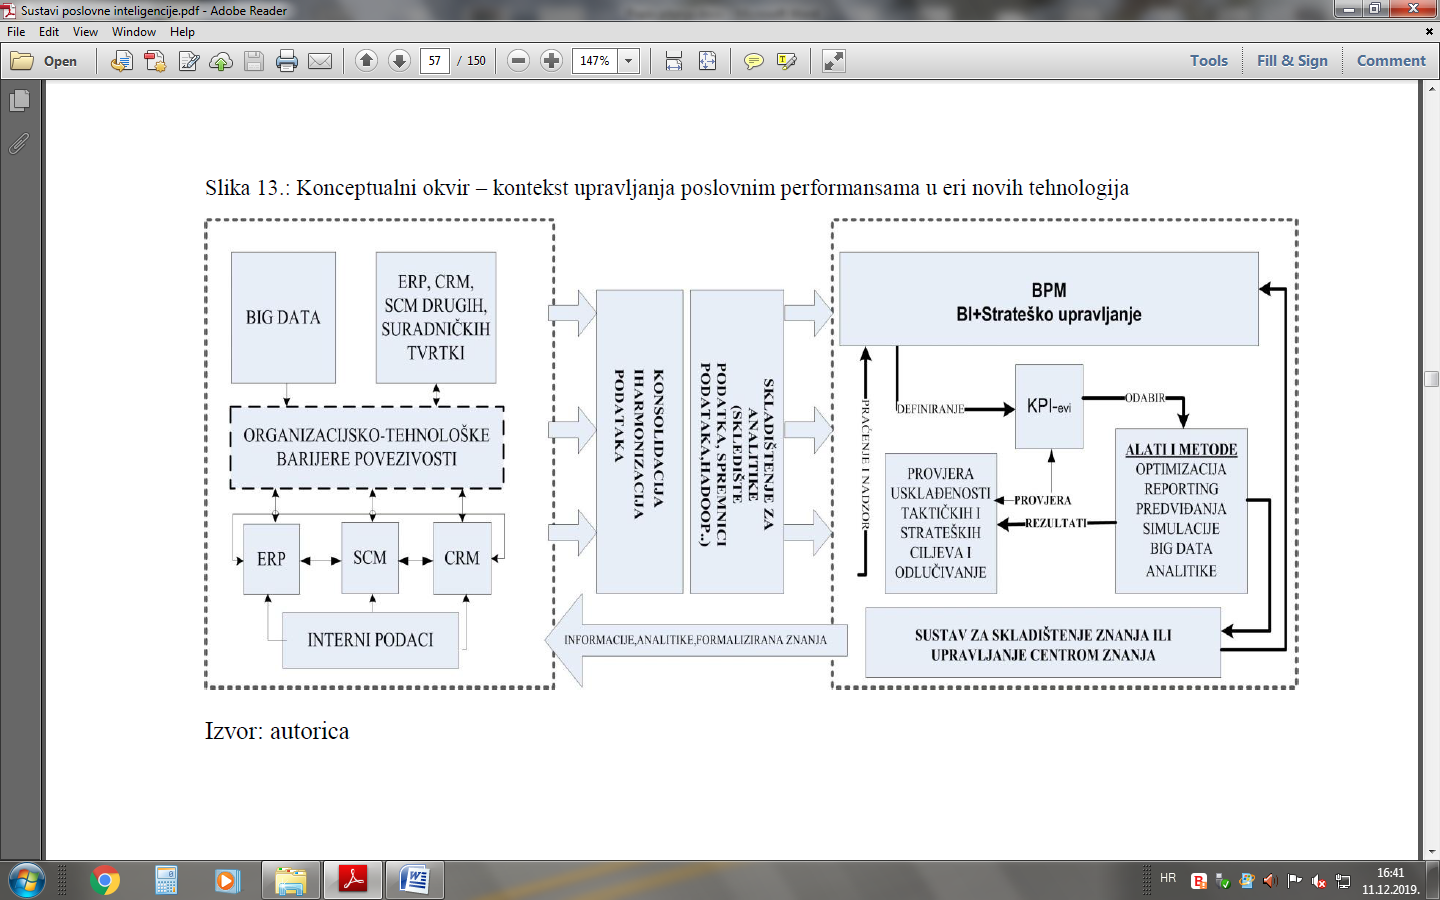 Sustavi poslovne inteligencije.pdf - Adobe Reader
File Edit View Window Help
Open
57 / 150
147%
Tools
Fill & Sign
Comment
Slika 13.: Konceptualni okvir – kontekst upravljanja poslovnim performansama u eri novih tehnologija
BIG DATA
ERP, CRM,
SCM DRUGIH,
SURADNIČKIH
TVRTKI
ORGANIZACIJSKO-TEHNOLOŠKE
BARIJERE POVEZIVOSTI
ERP
SCM
CRM
INTERNI PODACI
KONSOLIDACIJA
IHARMONIZACIJA
PODATAKA
SKLADIŠTENJE ZA
ANALITIKE
(SKLEDIŠTE
PODATKA, SPREMNICI
PODATAKA,HADOOP..)
BPM
BI+Strateško upravljanje
PRAĆENJE I NADZOR
DEFINIRANJE
KPI-evi
ODABIR
ALATI I METODE
OPTIMIZACIJA
REPORTING
PREDVIĐANJA
SIMULACIJE
BIG DATA
ANALITIKE
PROVJERA
USKLAĐENOSTI
TAKTIČKIH I
STRATEŠKIH
CILJEVA I
ODLUČIVANJE
PROVJERA
REZULTATI
INFORMACIJE,ANALITIKE,FORMALIZIRANA ZNANJA
SUSTAV ZA SKLADIŠTENJE ZNANJA ILI
UPRAVLJANJE CENTROM ZNANJA
Izvor: autorica
HR
16:41
11.12.2019.